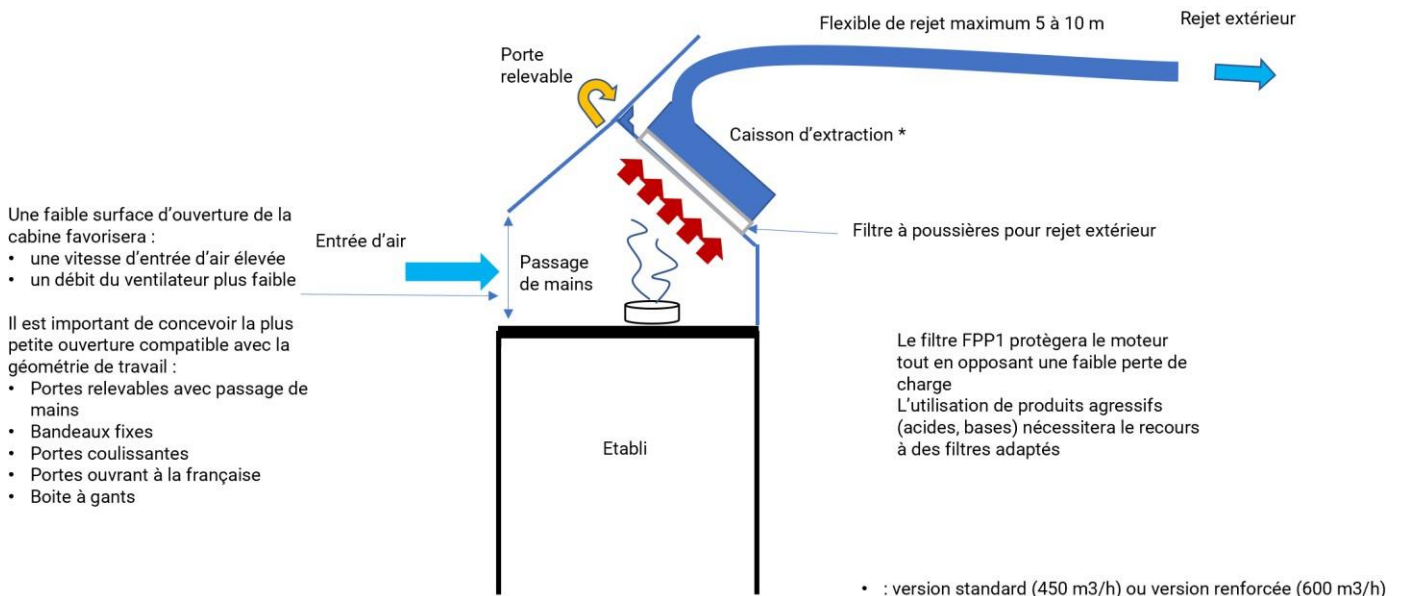 Flexible de rejet maximum 5 à 10 m
Rejet extérieur
Porte
relevable
Caisson d'extraction *
Une faible surface d'ouverture de la
cabine favorisera :
• une vitesse d'entrée d'air élevée
• un débit du ventilateur plus faible
Il est important de concevoir la plus
petite ouverture compatible avec la
géométrie de travail :
• Portes relevables avec passage de
mains
• Bandeaux fixes
• Portes coulissantes
• Portes ouvrant à la française
• Boite à gants
Entrée d'air
Passage
de mains
Filtre à poussières pour rejet extérieur
Le filtre FPP1 protègera le moteur
tout en opposant une faible perte de
charge
L'utilisation de produits agressifs
(acides, bases) nécessitera le recours
à des filtres adaptés
Etabli
• : version standard (450 m3/h) ou version renforcée (600 m3/h)